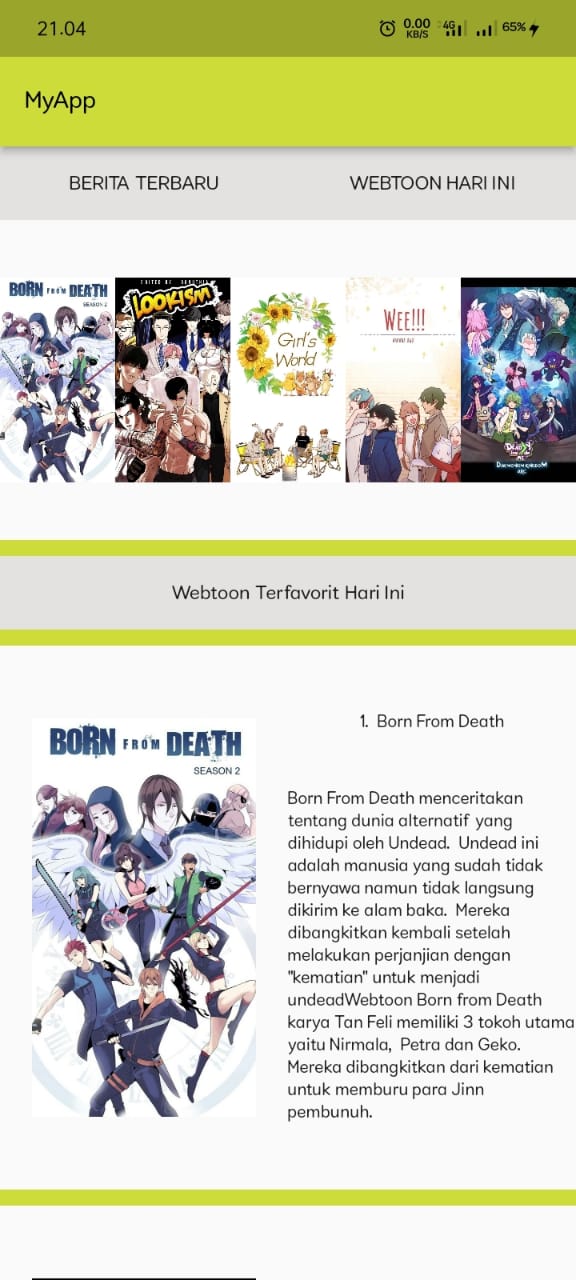 21.04
0.00
KB/S
4G
65%
MyApp
BERITA TERBARU
WEBTOON HARI INI
BORN FROM DEATH
SEASON 2
LOOKISM
Girl's
World
WEE!!!
DAEMONIUM KINGDOM
ARC
Webtoon Terfavorit Hari Ini
BORN FROM DEATH
SEASON 2
1. Born From Death
Born From Death menceritakan
tentang dunia alternatif yang
dihidupi oleh Undead. Undead ini
adalah manusia yang sudah tidak
bernyawa namun tidak langsung
dikirim ke alam baka. Mereka
dibangkitkan kembali setelah
melakukan perjanjian dengan
"kematian" untuk menjadi
undeadWebtoon Born from Death
karya Tan Feli memiliki 3 tokoh utama
yaitu Nirmala, Petra dan Geko.
Mereka dibangkitkan dari kematian
untuk memburu para Jinn
pembunuh.